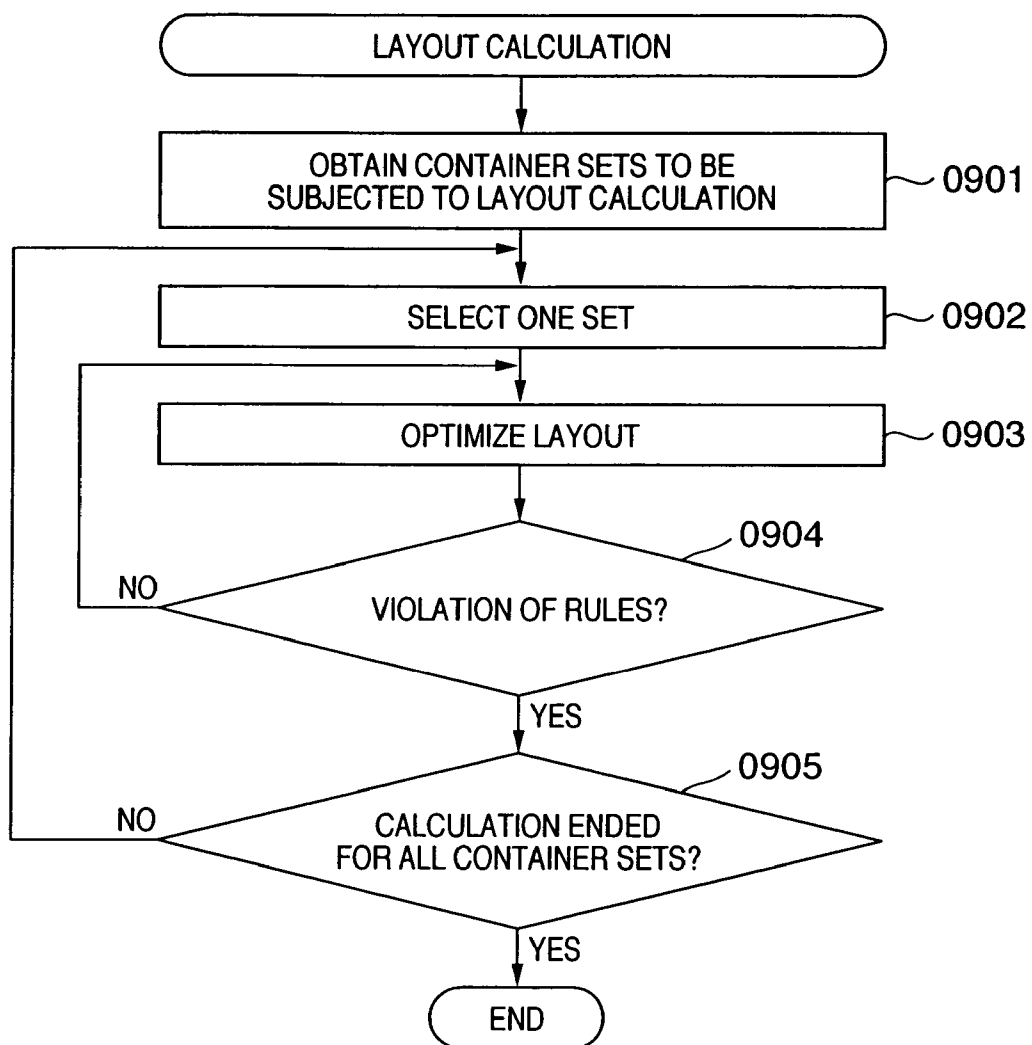 LAYOUT CALCULATION
OBTAIN CONTAINER SETS TO BE
SUBJECTED TO LAYOUT CALCULATION
0901
SELECT ONE SET
0902
OPTIMIZE LAYOUT
0903
0904
NO
VIOLATION OF RULES?
YES
0905
NO
CALCULATION ENDED
FOR ALL CONTAINER SETS?
YES
END